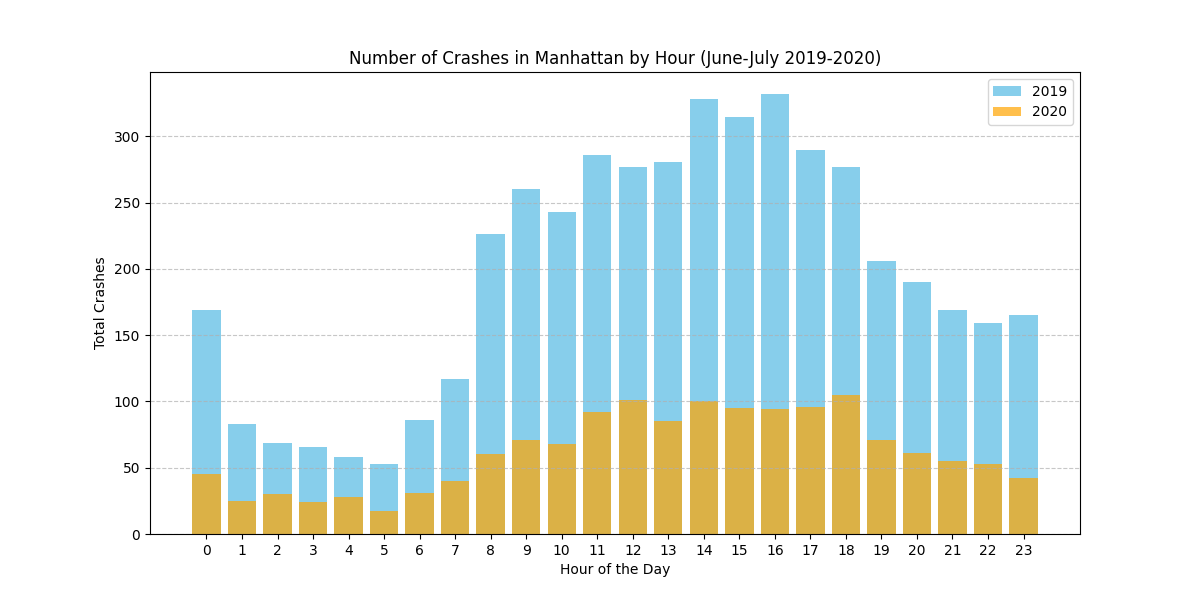 Number of Crashes in Manhattan by Hour (June-July 2019-2020)
2019
2020
Total Crashes
300
250
200
150
100
50
0
0 1 2 3 4 5 6 7 8 9 10 11 12 13 14 15 16 17 18 19 20 21 22 23
Hour of the Day